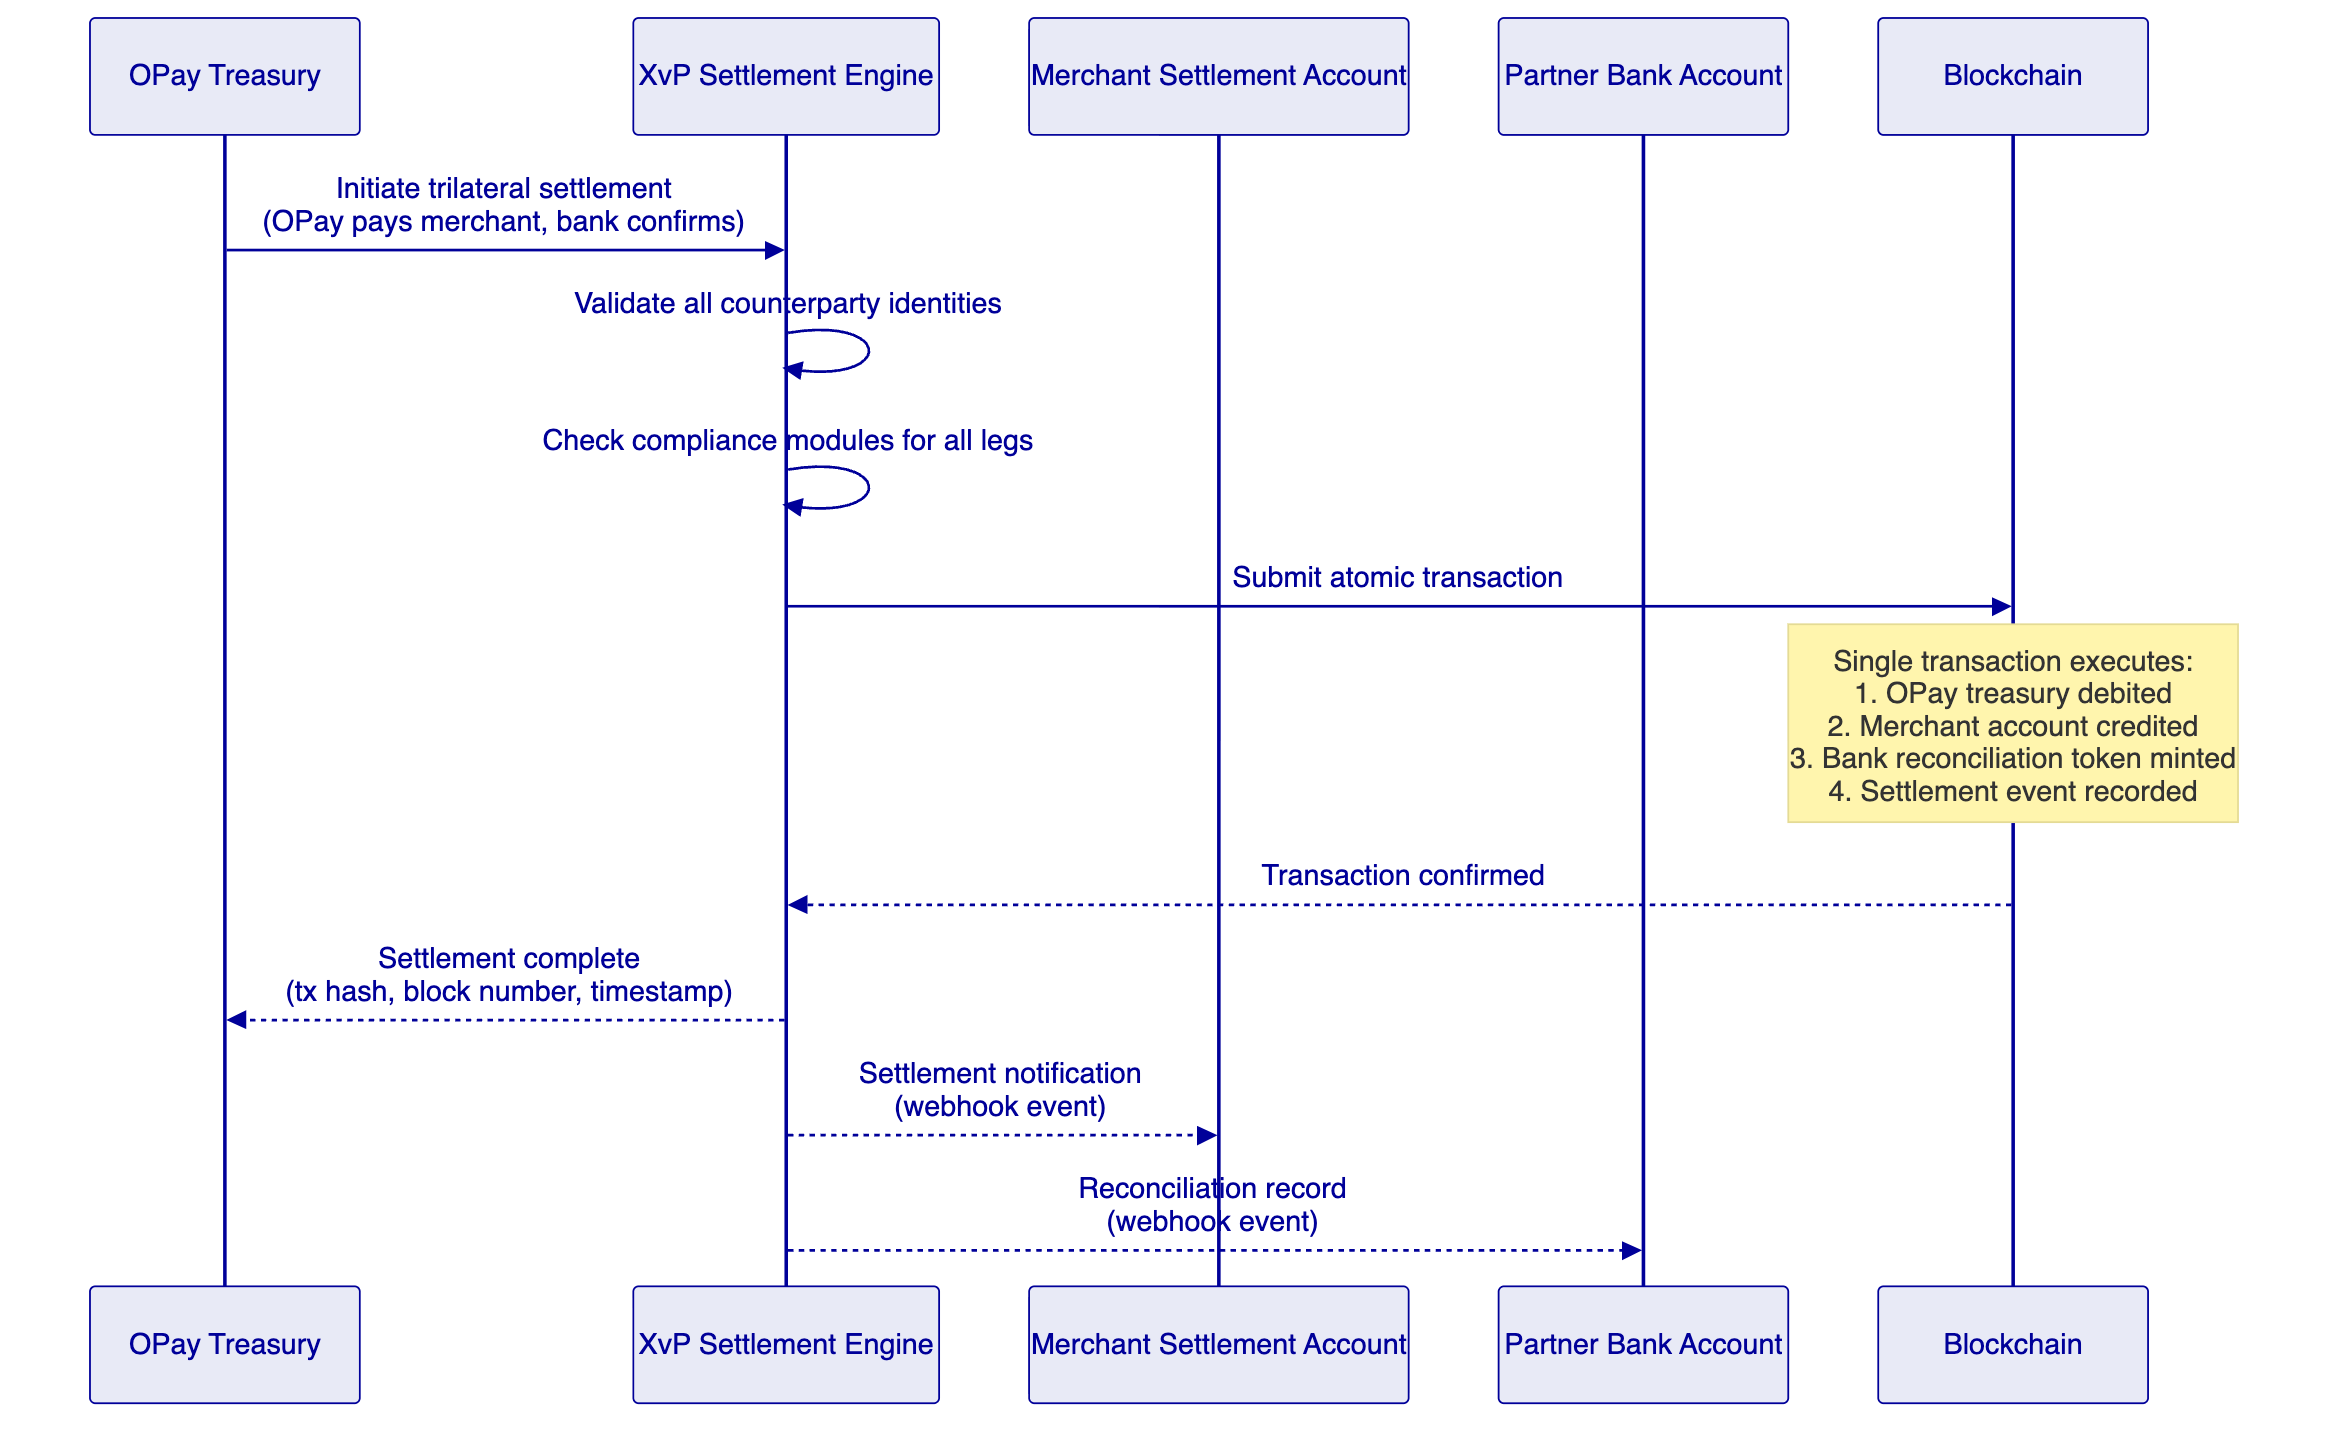 OPay Treasury
XvP Settlement Engine
Merchant Settlement Account
Partner Bank Account
Blockchain
Initiate trilateral settlement
(OPay pays merchant, bank confirms)
Validate all counterparty identities
Check compliance modules for all legs
Submit atomic transaction
Single transaction executes:
1. OPay treasury debited
2. Merchant account credited
3. Bank reconciliation token minted
4. Settlement event recorded
Transaction confirmed
Settlement complete
(tx hash, block number, timestamp)
Settlement notification
(webhook event)
Reconciliation record
(webhook event)
OPay Treasury
XvP Settlement Engine
Merchant Settlement Account
Partner Bank Account
Blockchain